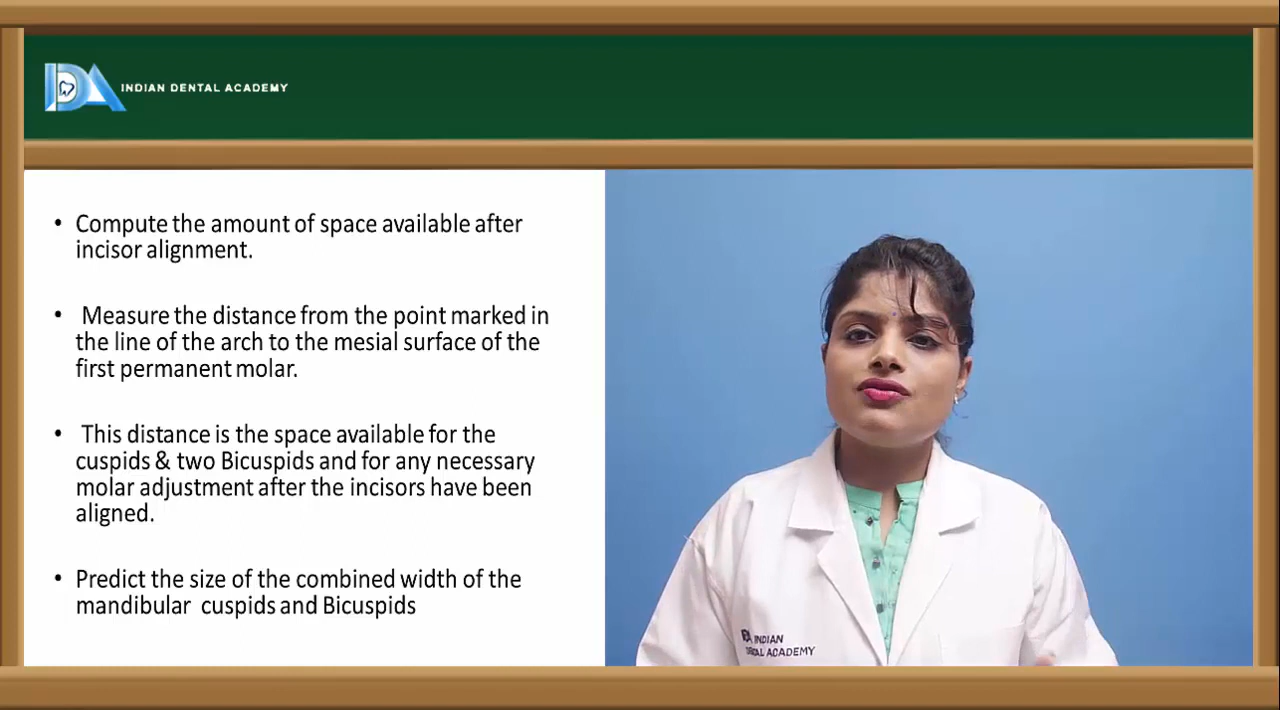 INDIAN DENTAL ACADEMY
• Compute the amount of space available after
incisor alignment.
• Measure the distance from the point marked in
the line of the arch to the mesial surface of the
first permanent molar.
• This distance is the space available for the
cuspids & two Bicuspids and for any necessary
molar adjustment after the incisors have been
aligned.
• Predict the size of the combined width of the
mandibular cuspids and Bicuspids
INDIAN
DENTAL ACADEMY